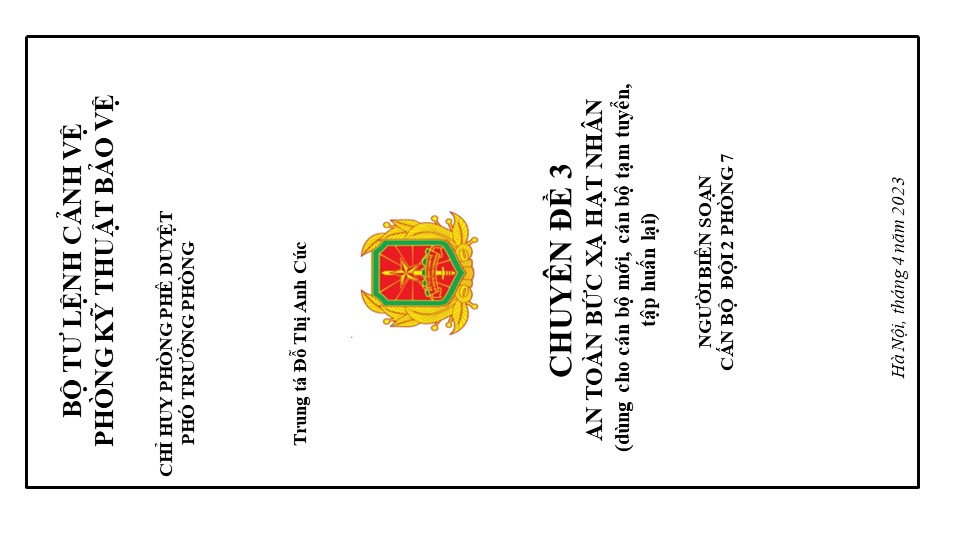 BỘ TƯ LỆNH CẢNH VỆ
PHÒNG KỸ THUẬT BẢO VỆ
CHỈ HUY PHÒNG PHÊ DUYỆT
PHÓ TRƯỞNG PHÒNG
Trung tá Đỗ Thị Anh Cúc
CHUYÊN ĐỀ 3
AN TOÀN BỨC XẠ HẠT NHÂN
(dùng cho cán bộ mới, cán bộ tạm tuyển,
tập huấn lại)
NGƯỜI BIÊN SOẠN
CẤN BỘ ĐỘI 2 PHÒNG 7
Hà Nội, tháng 4 năm 2023